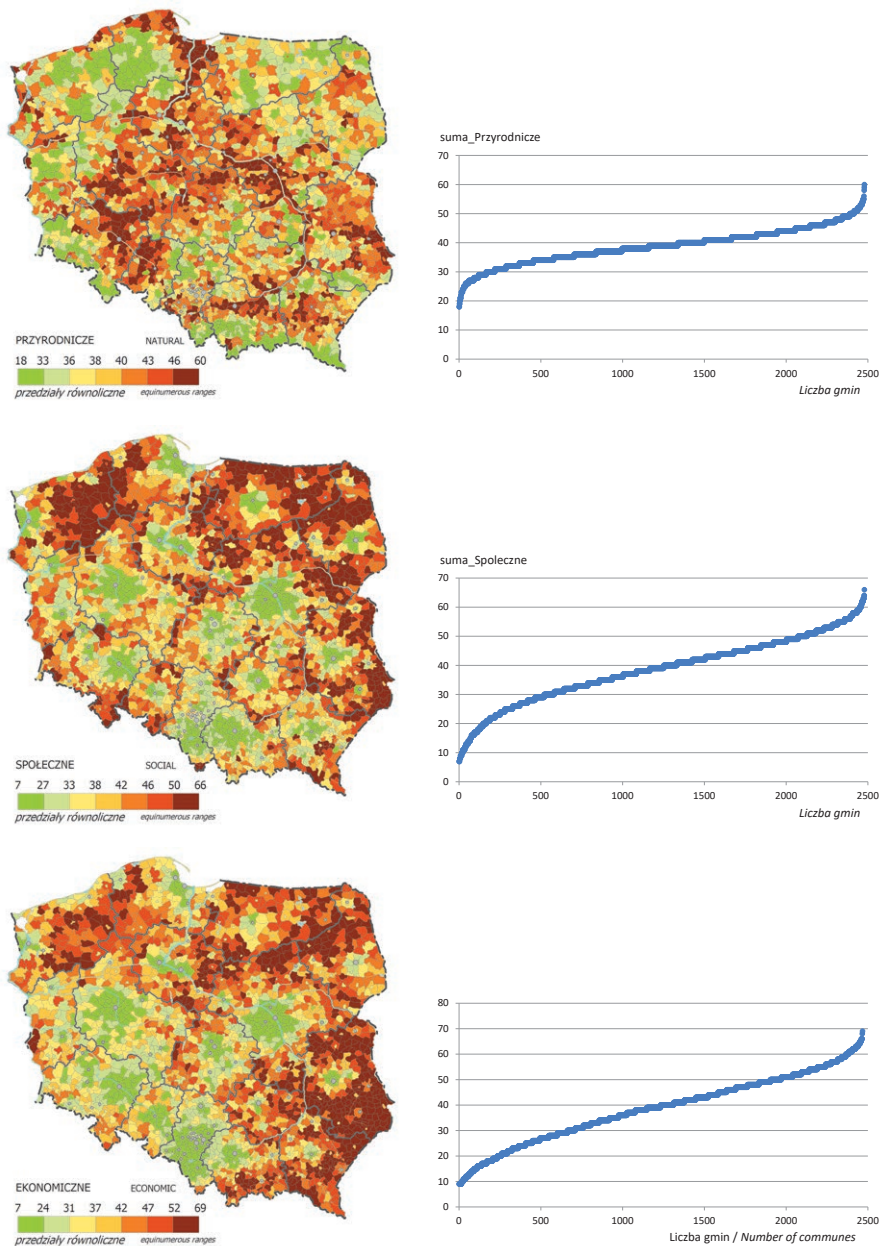 PRZYRODNICZE NATURAL
18 33 36 38 40 43 46 60
przedziały równoliczne equinumerous ranges
suma_Przyrodnicze
70
60
50
40
30
20
10
0
0 500 1000 1500 2000 2500
Liczba gmin
SPOŁECZNE SOCIAL
7 27 33 38 42 46 50 66
przedziały równoliczne equinumerous ranges
suma_Spoleczne
70
60
50
40
30
20
10
0
0 500 1000 1500 2000 2500
Liczba gmin
EKONOMICZNE ECONOMIC
7 24 31 37 42 47 52 69
przedziały równoliczne equinumerous ranges
80
70
60
50
40
30
20
10
0
0 500 1000 1500 2000 2500
Liczba gmin / Number of communes